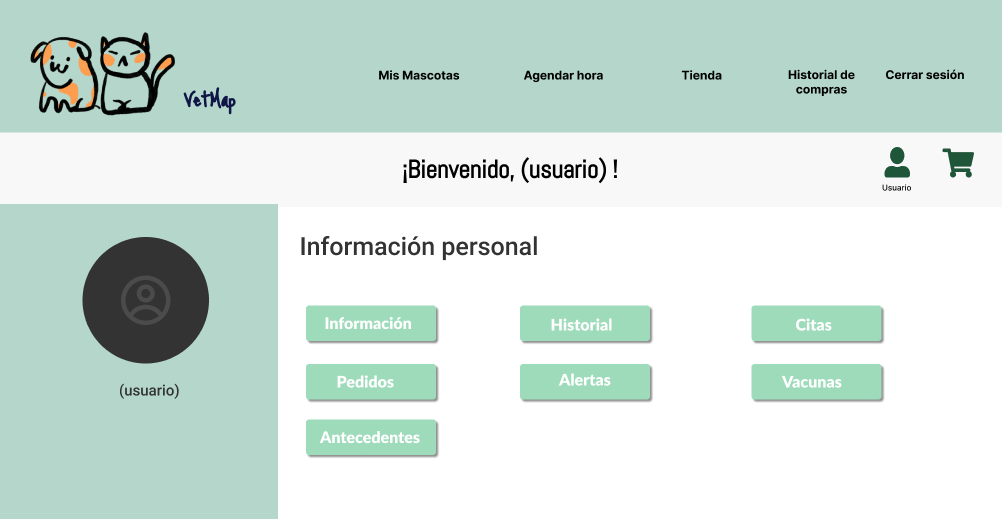 VetMap
Mis Mascotas
Agendar hora
Tienda
Historial de
compras
Cerrar sesión
¡Bienvenido, (usuario) !
Usuario
(usuario)
Información personal
Información
Historial
Citas
Pedidos
Alertas
Vacunas
Antecedentes